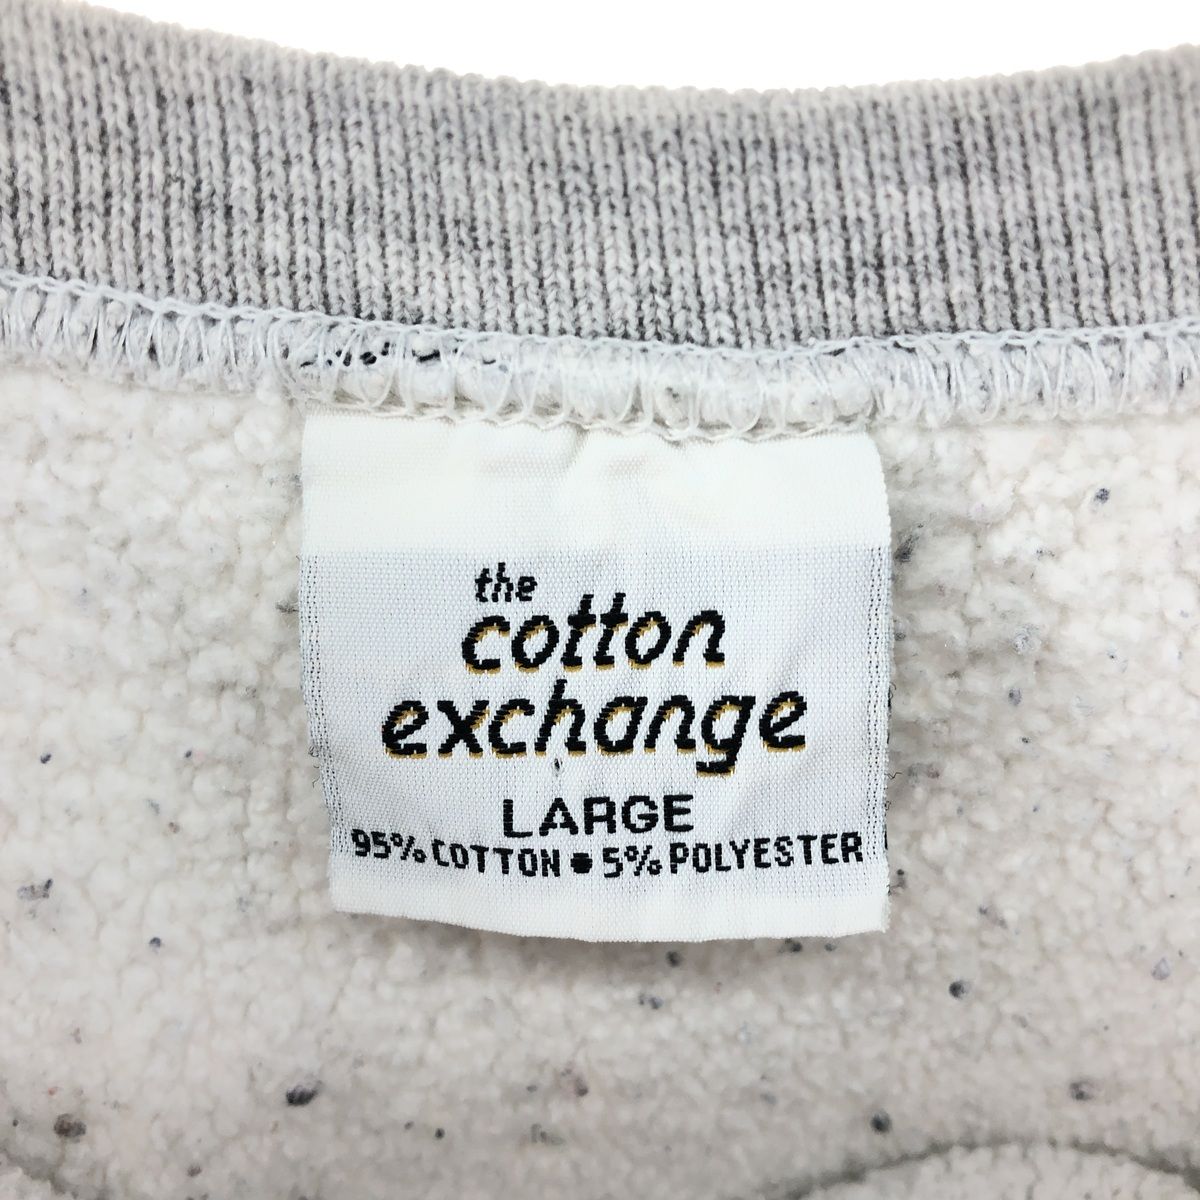 the
cotton
exchange
LARGE
95% COTTON • 5% POLYESTER